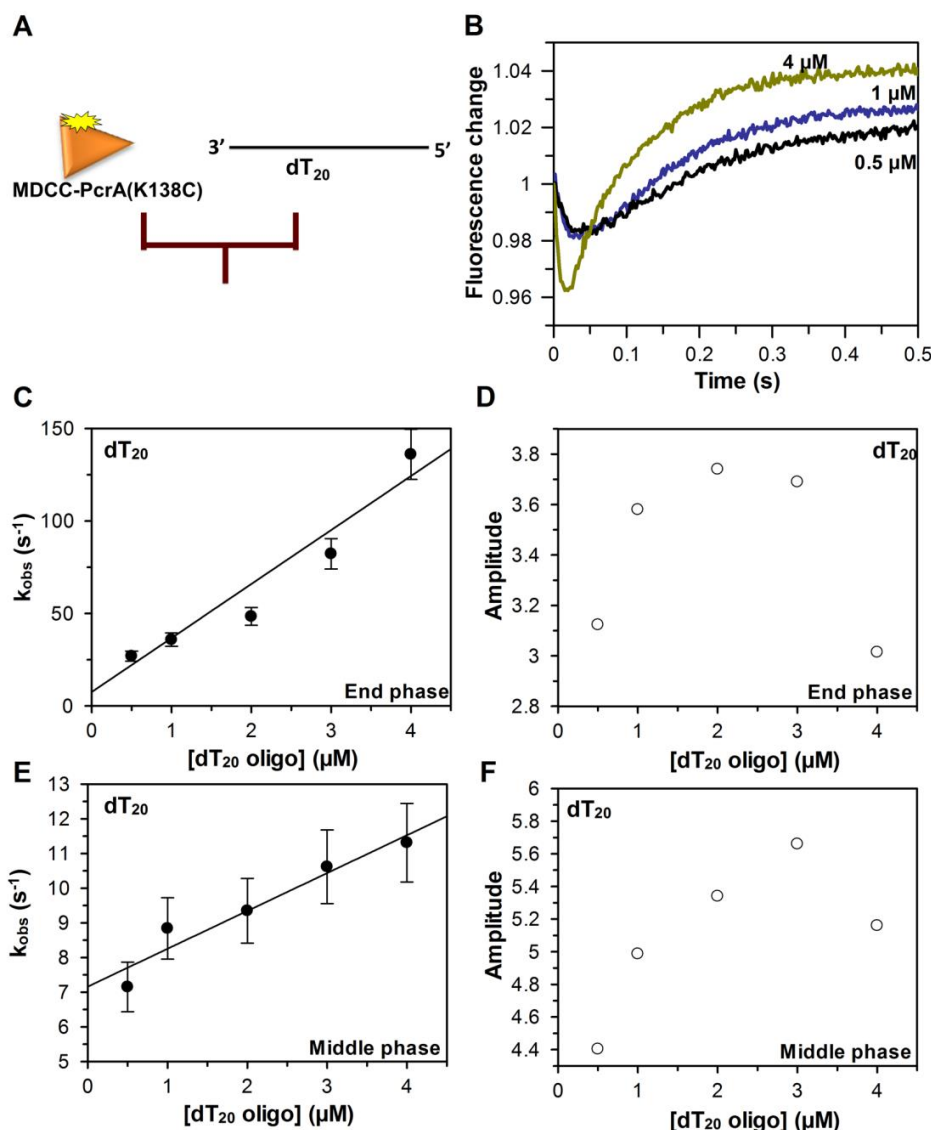 A
3’ 5’
dT20
MDCC-PcrA(K138C)
B
Fluorescence change
1.04
1.02
1
0.98
0.96
4 µM
1 µM
0.5 µM
0 0.1 0.2 0.3 0.4 0.5
Time (s)
C
dT20
kobs (s-1)
150
100
50
0
End phase
0 1 2 3 4
[dT20 oligo] (µM)
D
dT20
Amplitude
3.8
3.6
3.4
3.2
3
2.8
End phase
0 1 2 3 4
[dT20 oligo] (µM)
E
dT20
kobs (s-1)
13
12
11
10
9
8
7
6
5
Middle phase
0 1 2 3 4
[dT20 oligo] (µM)
F
dT20
Amplitude
6
5.8
5.6
5.4
5.2
5
4.8
4.6
4.4
Middle phase
0 1 2 3 4
[dT20 oligo] (µM)